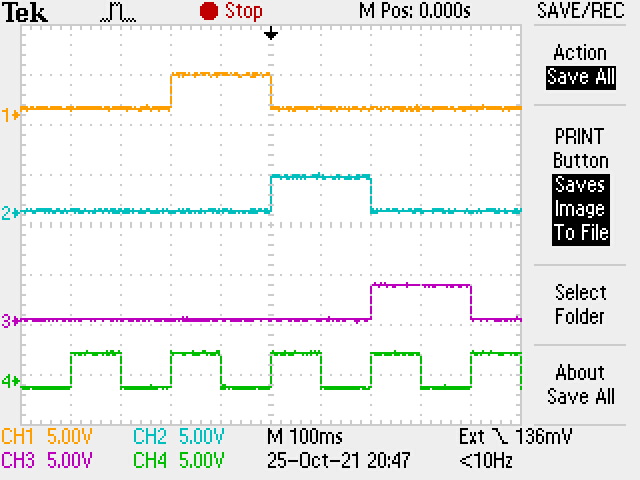 Tek Stop M Pos: 0.000s SAVE/REC
Action
Save All
PRINT
Button
Saves
Image
To File
Select
Folder
About
Save All
1
2
3
4
CH1 5.00V CH2 5.00V M 100ms Ext 136mV
CH3 5.00V CH4 5.00V 25-Oct-21 20:47 <10Hz